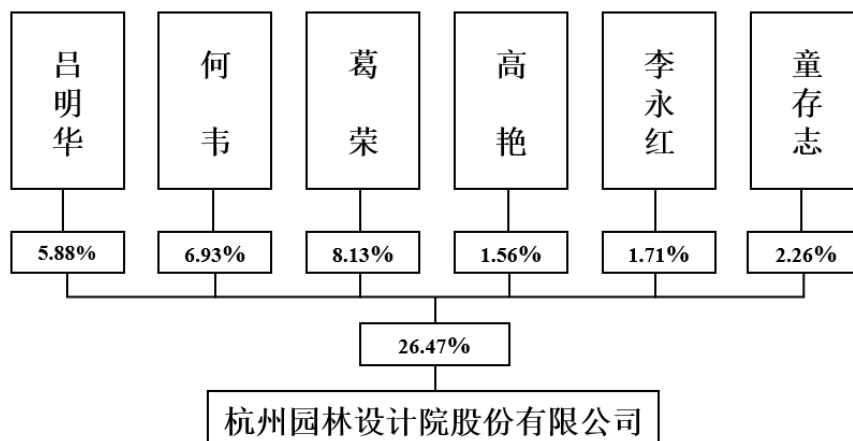 吕明华
何韦
葛荣
高艳
李永红
童存志
5.88%
6.93%
8.13%
1.56%
1.71%
2.26%
26.47%
杭州园林设计院股份有限公司